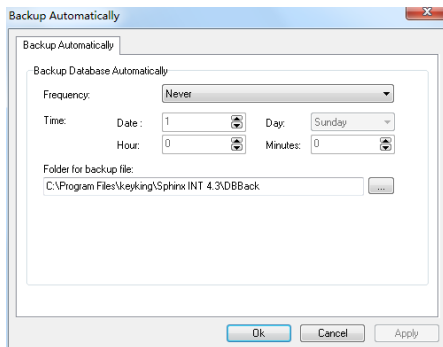 Backup Automatically
Backup Automatically
Backup Database Automatically
Frequency: Never
Time: Date : 1 Day: Sunday
Hour: 0 Minutes: 0
Folder for backup file:
C:\Program Files\keyking\Sphinx INT 4.3\DBBack ...
Ok Cancel Apply